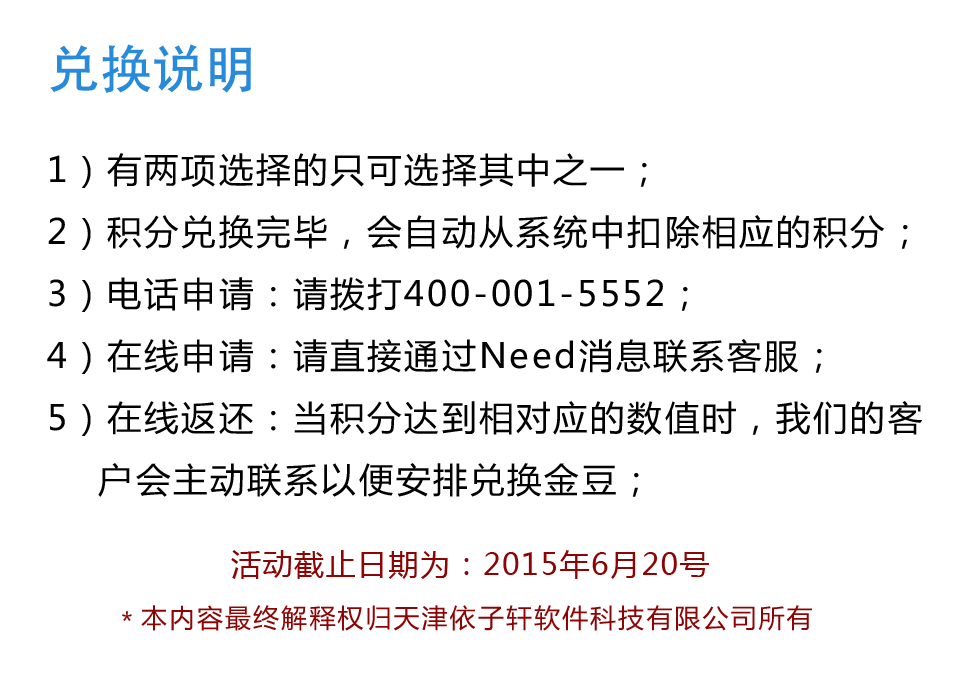 兑换说明
1）有两项选择的只可选择其中之一；
2）积分兑换完毕，会自动从系统中扣除相应的积分；
3）电话申请：请拨打400-001-5552；
4）在线申请：请直接通过Need消息联系客服；
5）在线返还：当积分达到相对应的数值时，我们的客
户会主动联系以便安排兑换金豆；
活动截止日期为：2015年6月20号
*本内容最终解释权归天津依子轩软件科技有限公司所有